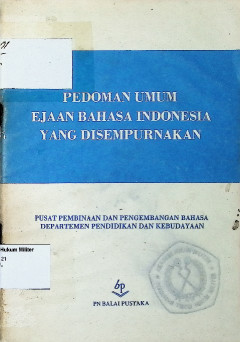 PEDOMAN UMUM
EJAAN BAHASA INDONESIA
YANG DISEMPURNAKAN
PUSAT PEMBINAAN DAN PENGEMBANGAN BAHASA
DEPARTEMEN PENDIDIKAN DAN KEBUDAYAAN
Hukum Militer
21
bp
PN BALAI PUSTAKA